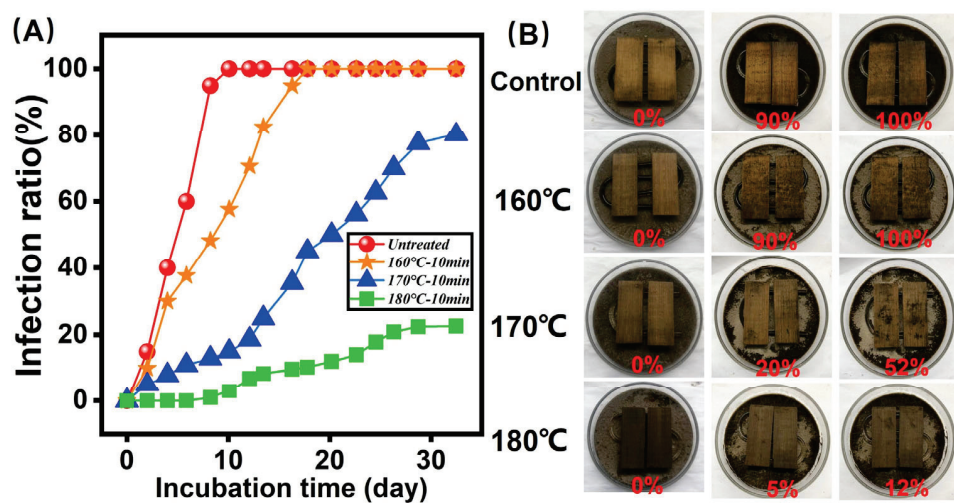 (A)
Infection ratio(%)
100
80
60
40
20
0
0
10
20
30
Incubation time (day)
Untreated
160°C-10min
170°C-10min
180°C-10min
(B)
Control
0%
90%
100%
160℃
0%
90%
100%
170℃
0%
20%
52%
180℃
0%
5%
12%